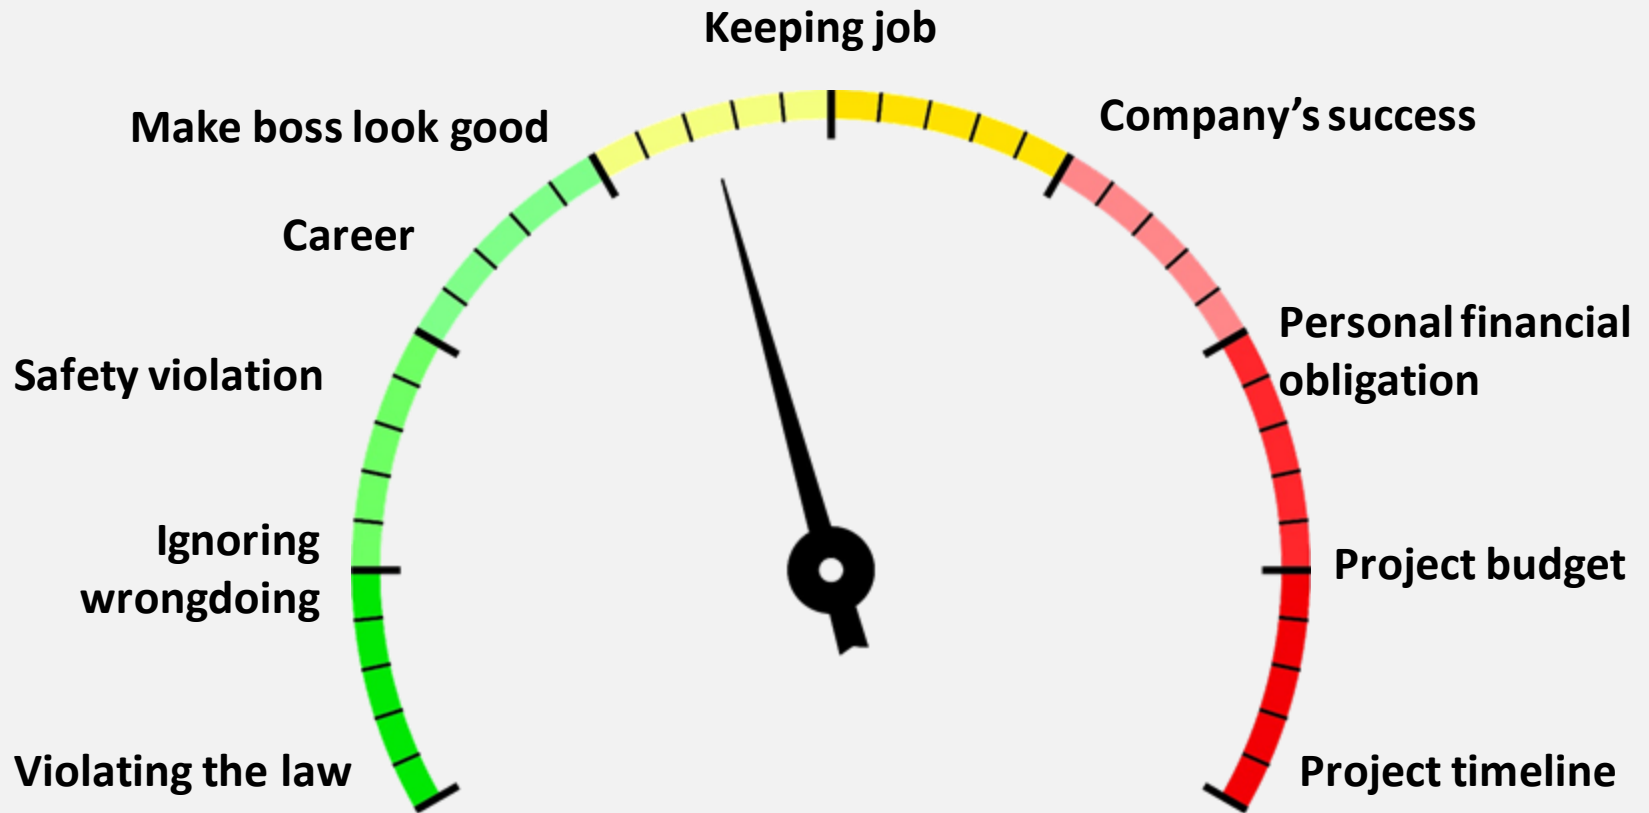 Keeping job
Make boss look good
Company’s success
Career
Personal financial
obligation
Safety violation
Ignoring
wrongdoing
Project budget
Violating the law
Project timeline